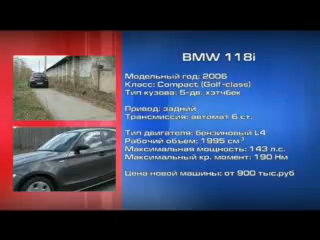 BMW 118i
Модельный год: 2006
Класс: Compact (Golf-class)
Тип кузова: 5-дв. хэтчбек
Привод: задний
Трансмиссия: автомат 6 ст.
Тип двигателя: бензиновый L4
Рабочий объем: 1995 см³
Максимальная мощность: 143 л.с.
Максимальный кр. момент: 190 Нм
Цена новой машины: от 900 тыс.руб